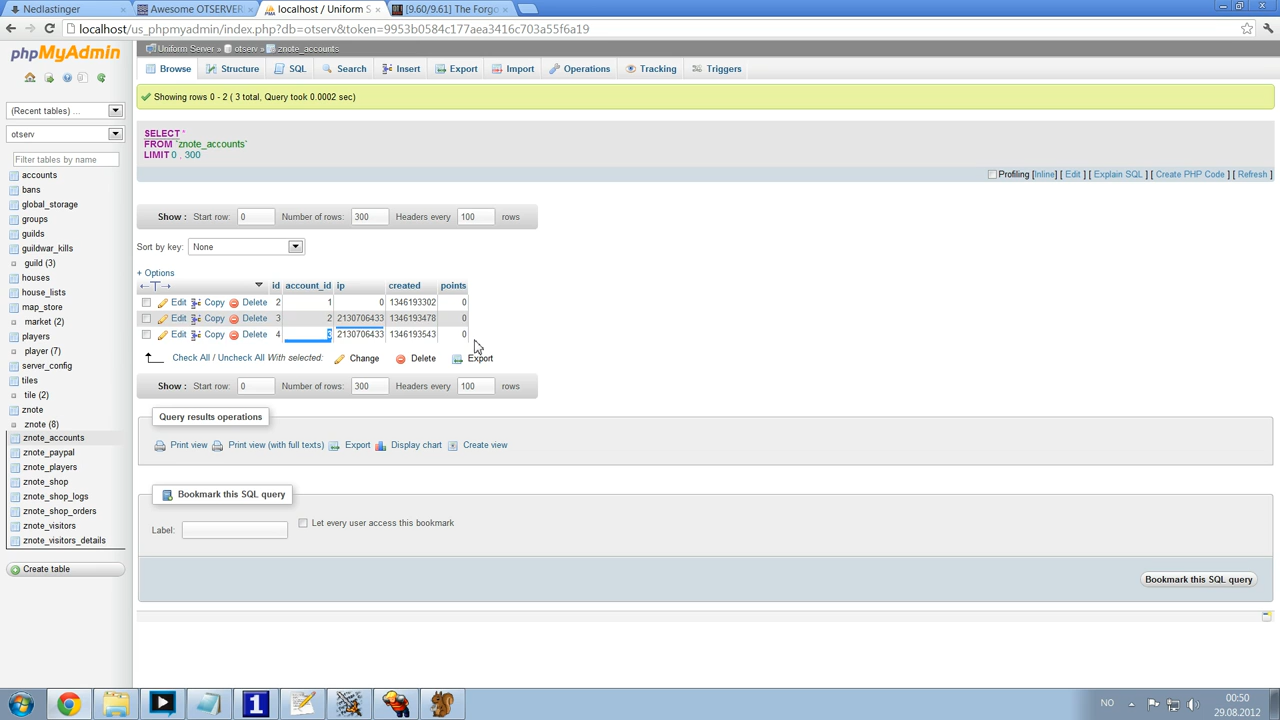 Nedlastinger
Awesome OTSERVER
localhost / Uniform S
[9.60/9.61] The Forgo
localhost/us_phpmyadmin/index.php?db=otserv&token=9953b0584c177aea3416c703a55f6a19
phpMyAdmin
Uniform Server » otserv » znote_accounts
Browse Structure SQL Search Insert Export Import Operations Tracking Triggers
(Recent tables) ...
otserv
Filter tables by name
accounts
bans
global_storage
groups
guilds
guildwar_kills
guild (3)
houses
house_lists
map_store
market (2)
players
player (7)
server_config
tiles
tile (2)
znote
znote (8)
znote_accounts
znote_paypal
znote_players
znote_shop
znote_shop_logs
znote_shop_orders
znote_visitors
znote_visitors_details
Create table
Showing rows 0 - 2 ( 3 total, Query took 0.0002 sec)
SELECT *
FROM `znote_accounts`
LIMIT 0 , 300
Profiling [Inline] [ Edit ] [ Explain SQL ] [ Create PHP Code ] [ Refresh ]
Show : Start row: 0 Number of rows: 300 Headers every 100 rows
Sort by key: None
+ Options
←T→ id account_id ip created points
Edit Copy Delete 2 1 0 1346193302 0
Edit Copy Delete 3 2 2130706433 1346193478 0
Edit Copy Delete 4 3 2130706433 1346193543 0
Check All / Uncheck All With selected: Change Delete Export
Show : Start row: 0 Number of rows: 300 Headers every 100 rows
Query results operations
Print view Print view (with full texts) Export Display chart Create view
Bookmark this SQL query
Label: Let every user access this bookmark
Bookmark this SQL query
1
NO
00:50
29.08.2012